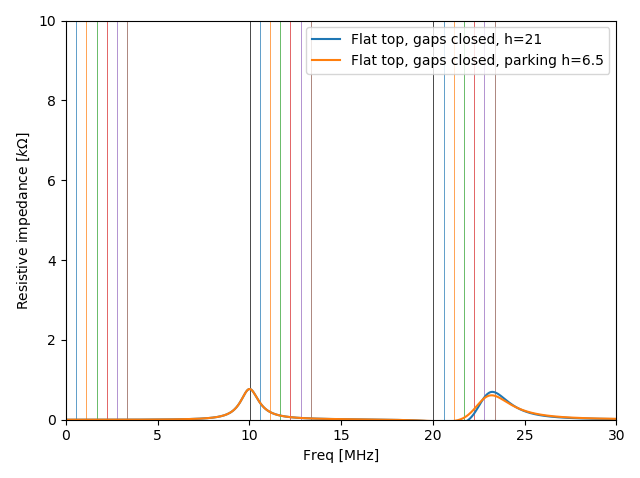 10
8
6
4
2
0
Resistive impedance [kΩ]
Flat top, gaps closed, h=21
Flat top, gaps closed, parking h=6.5
0 5 10 15 20 25 30
Freq [MHz]